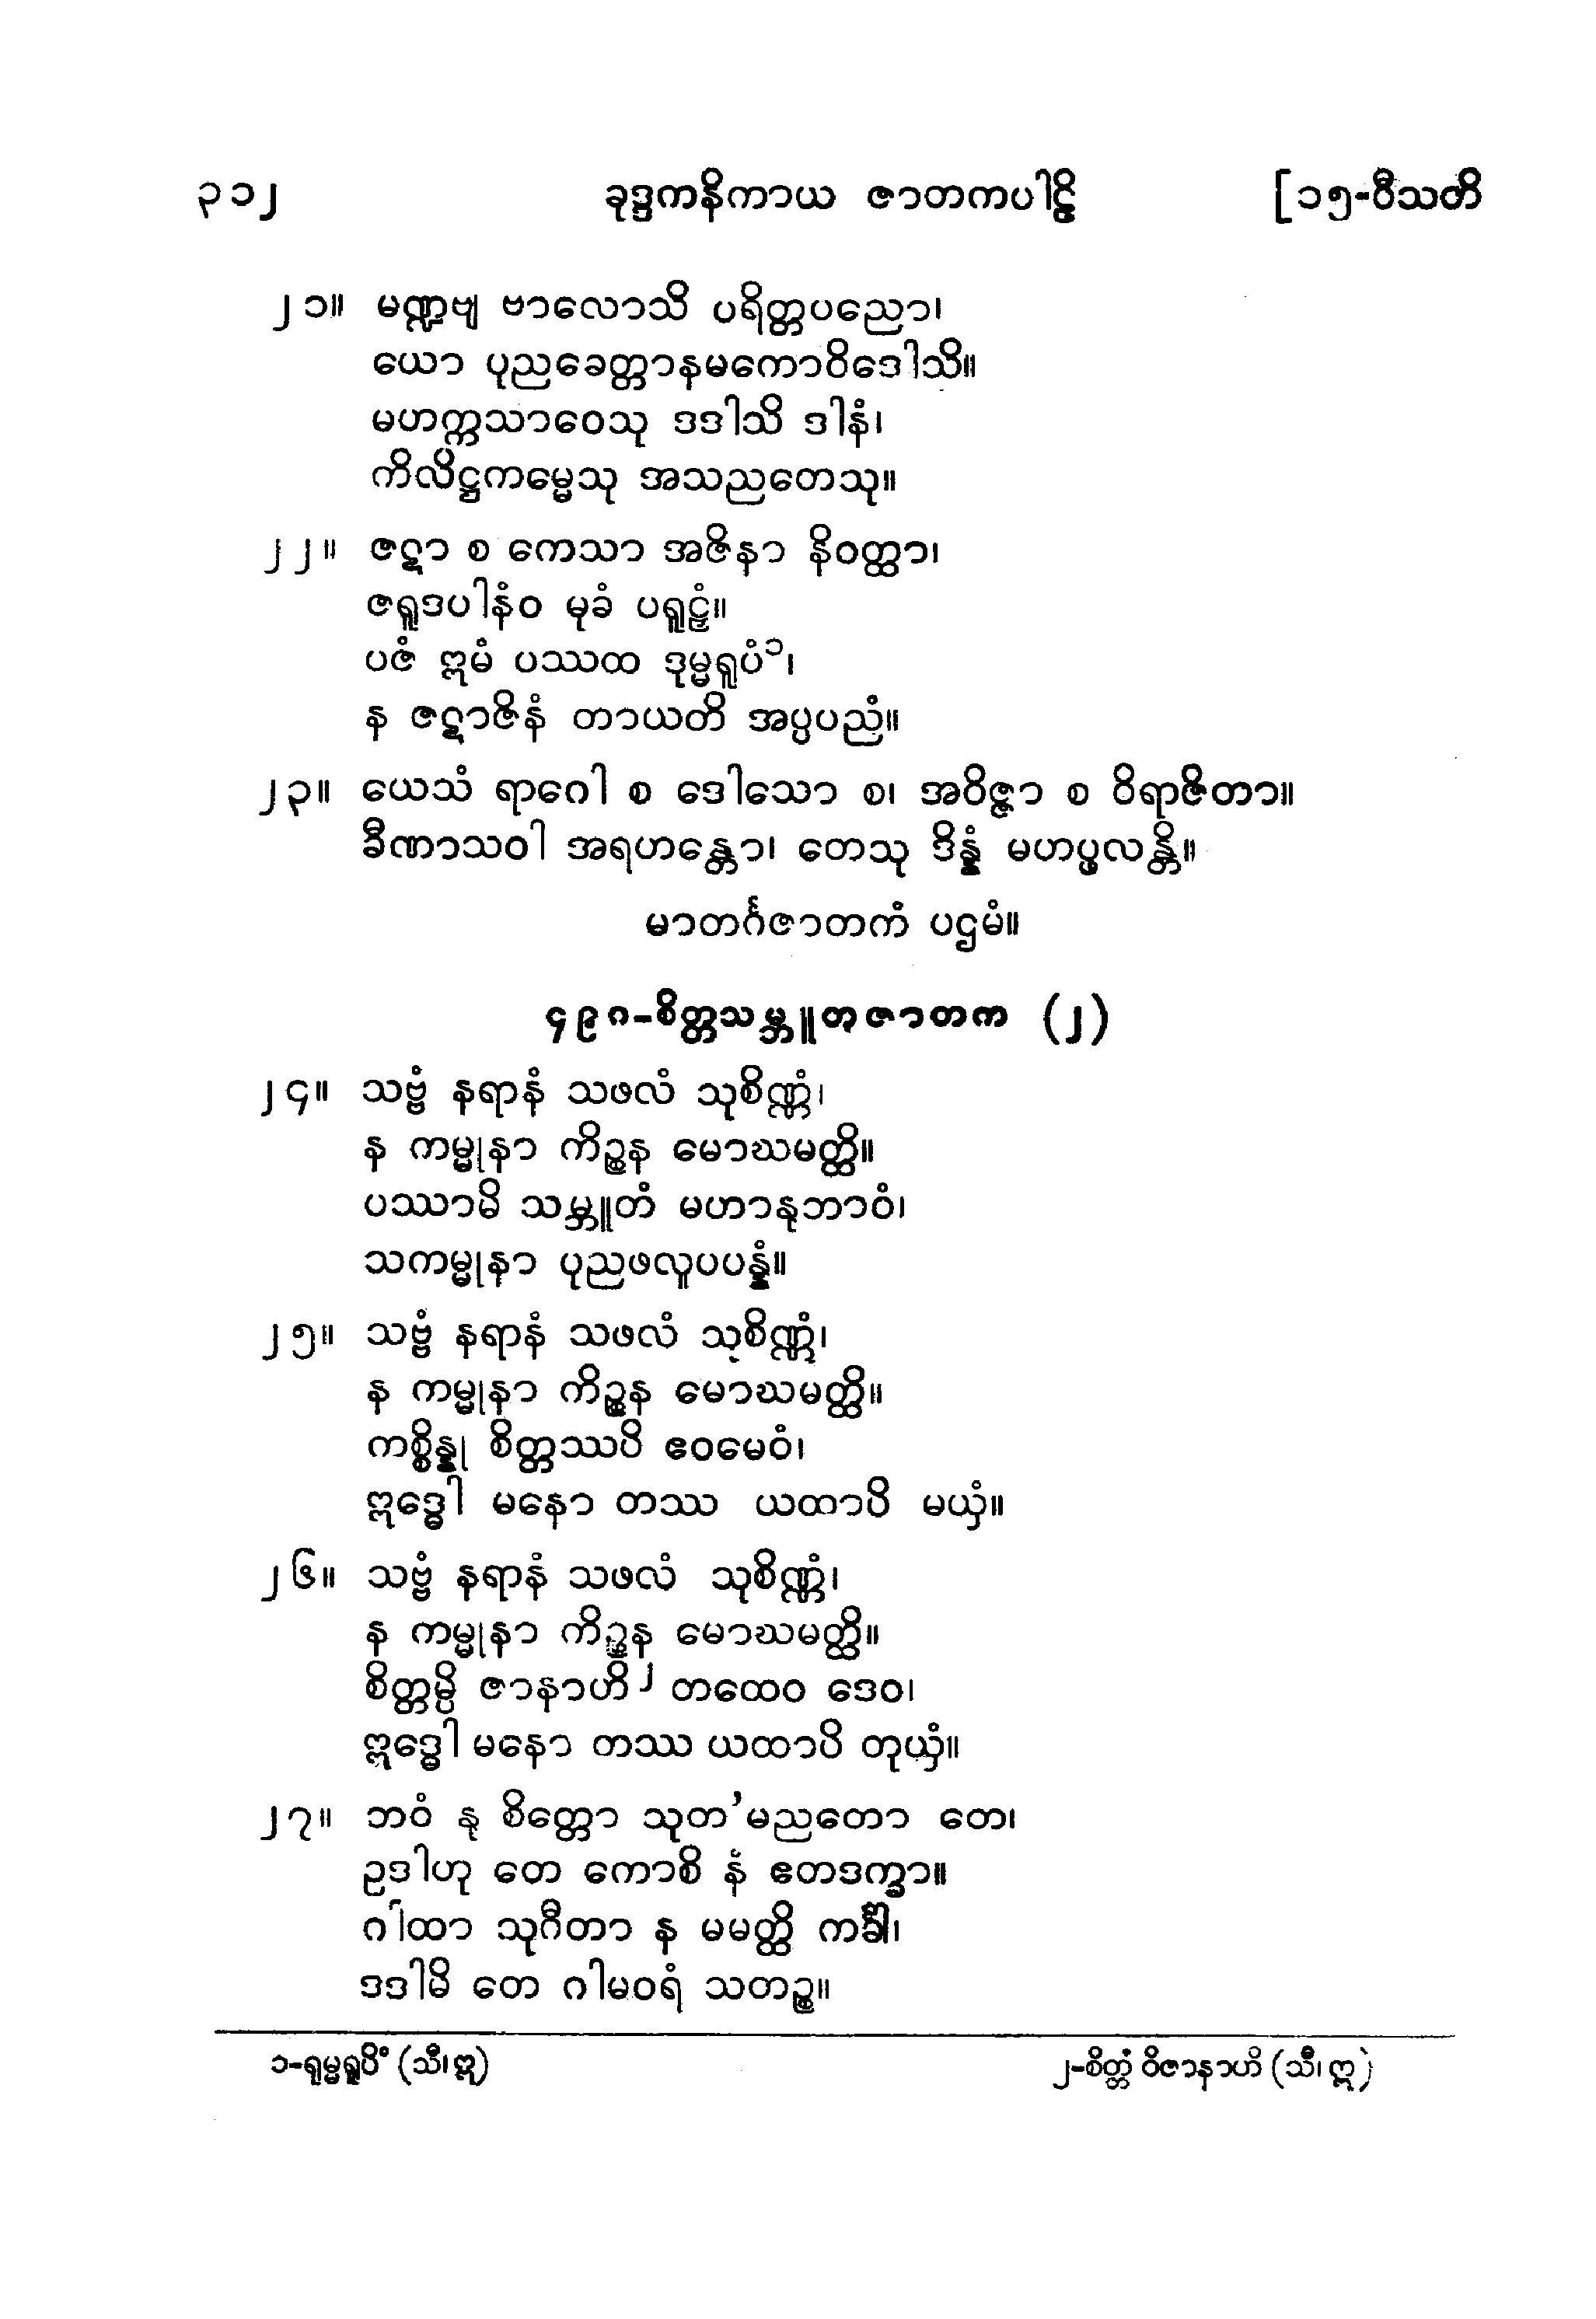 ၃၁၂ ခုဒ္ဒကနိကာယ ဇာတကပါဠိ [၁၅-ဝီသတိ
၂၁။ မဏ္ဍဗျ ဗာလောသိ ပရိတ္တပညော၊
ယော ပုညခေတ္တာနမကောဝိဒေါသိ။
မဟက္ကသာဝေသု ဒဒါသိ ဒါနံ၊
ကိလိဋ္ဌကမ္မေသု အသညတေသု။
၂၂။ ဇဋာ စ ကေသာ အဇိနာ နိဝတ္ထာ၊
ဇရူဒပါနံဝ မုခံ ပရူဠှံ။
ပဇံ ဣမံ ပဿထ ဒုမ္မရူပံ၁၊
န ဇဋာဇိနံ တာယတိ အပ္ပပညံ။
၂၃။ ယေသံ ရာဂေါ စ ဒေါသော စ၊ အဝိဇ္ဇာ စ ဝိရာဇိတာ။
ခီဏာသဝါ အရဟန္တော၊ တေသု ဒိန္နံ မဟပ္ဖလန္တိ။
မာတင်္ဂဇာတကံ ပဌမံ။
၄၉၈-စိတ္တသမ္ဘူတဇာတက (၂)
၂၄။ သဗ္ဗံ နရာနံ သဖလံ သုစိဏ္ဏံ၊
န ကမ္မုနာ ကိဉ္စန မောဃမတ္ထိ။
ပဿာမိ သမ္ဘူတံ မဟာနုဘာဝံ၊
သကမ္မုနာ ပုညဖလူပပန္နံ။
၂၅။ သဗ္ဗံ နရာနံ သဖလံ သုစိဏ္ဏံ၊
န ကမ္မုနာ ကိဉ္စန မောဃမတ္ထိ။
ကစ္စိန္နု စိတ္တဿပိ ဧဝမေဝံ၊
ဣဒ္ဓေါ မနော တဿ ယထာပိ မယှံ။
၂၆။ သဗ္ဗံ နရာနံ သဖလံ သုစိဏ္ဏံ၊
န ကမ္မုနာ ကိဉ္စန မောဃမတ္ထိ။
စိတ္တမ္ပိ ဇာနာဟိ၂ တထေဝ ဒေဝ၊
ဣဒ္ဓေါ မနော တဿ ယထာပိ တုယှံ။
၂၇။ ဘဝံ နု စိတ္တော သုတ’မညတော တေ၊
ဥဒါဟု တေ ကောစိ နံ ဧတဒက္ခာ။
ဂါထာ သုဂီတာ န မမတ္ထိ ကင်္ခါ၊
ဒဒါမိ တေ ဂါမဝရံ သတဉ္စ။
၁-ရုမ္မရူပိံ (သီ၊ ဣ) ၂-စိတ္တံ ဝိဇာနာဟိ (သီ၊ ဣ)